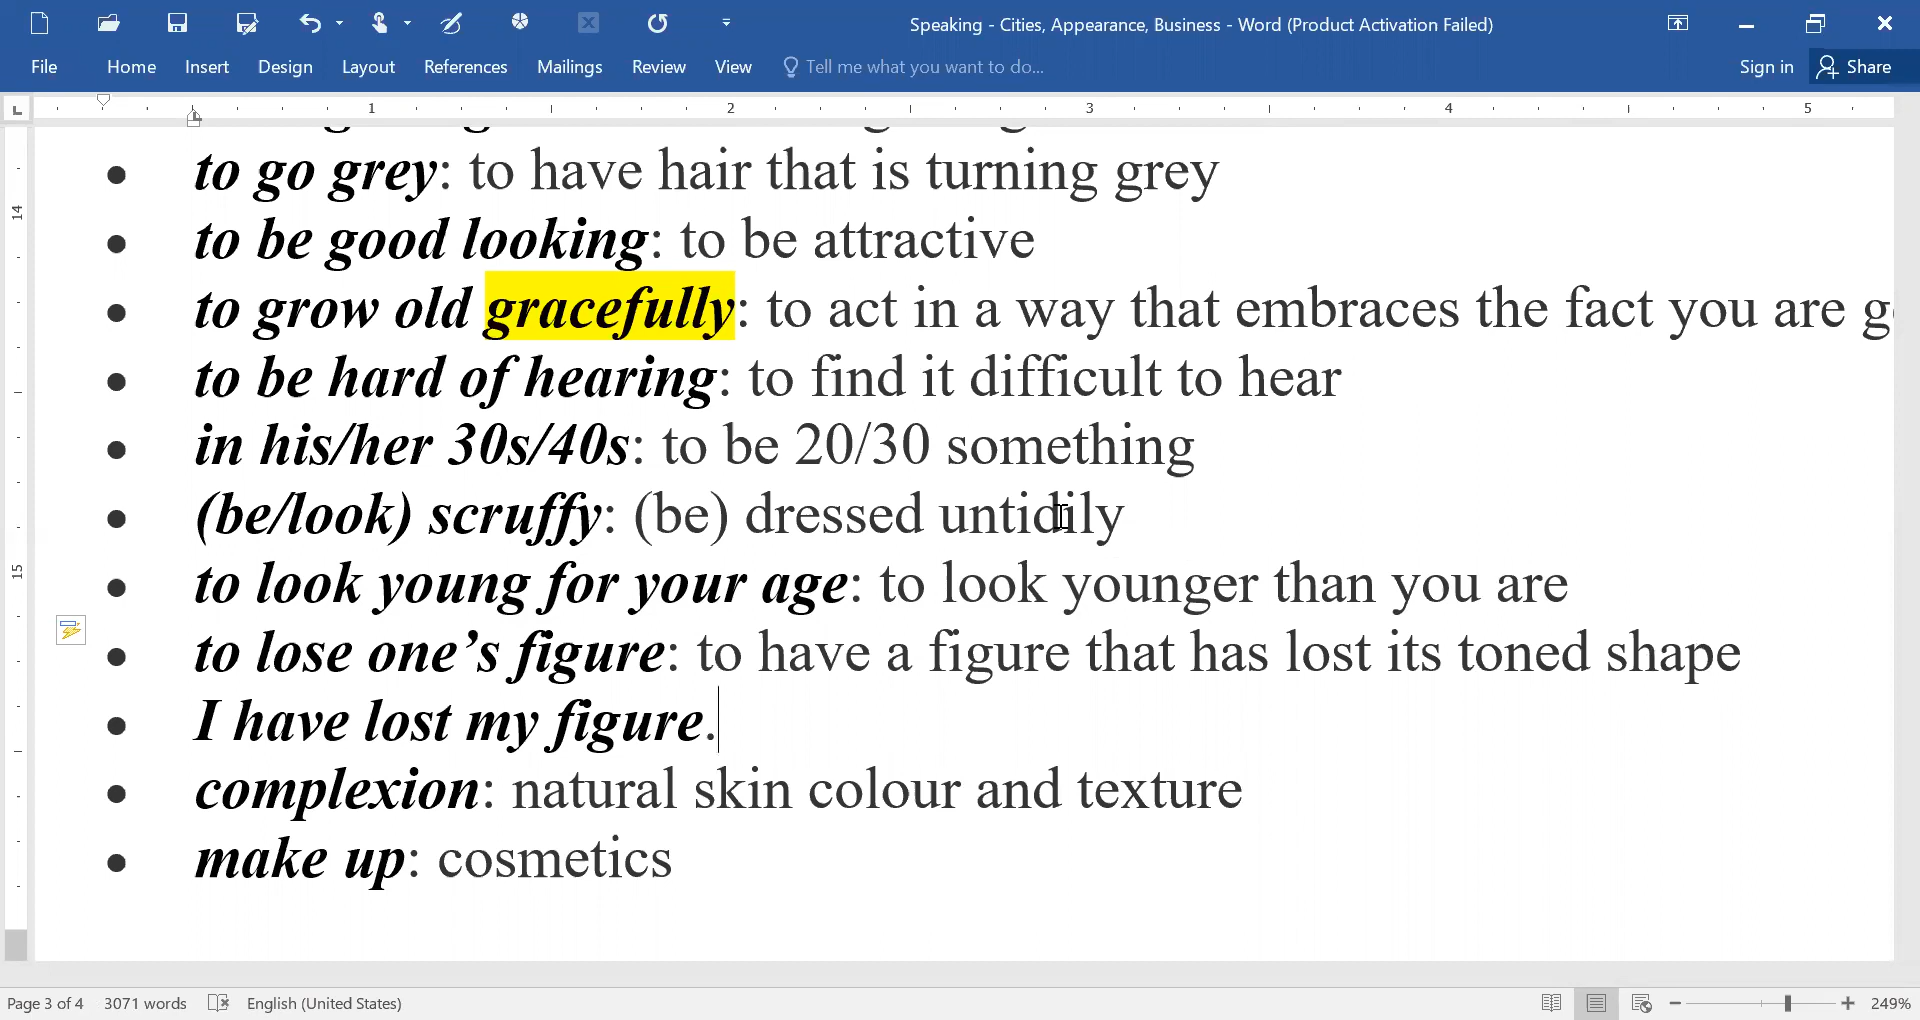 Speaking - Cities, Appearance, Business - Word (Product Activation Failed)
File Home Insert Design Layout References Mailings Review View Tell me what you want to do... Sign in Share
1 2 3 4 5
to go grey: to have hair that is turning grey
14
to be good looking: to be attractive
to grow old gracefully: to act in a way that embraces the fact you are g
to be hard of hearing: to find it difficult to hear
in his/her 30s/40s: to be 20/30 something
(be/look) scruffy: (be) dressed untidily
15
to look young for your age: to look younger than you are
to lose one’s figure: to have a figure that has lost its toned shape
I have lost my figure.
complexion: natural skin colour and texture
make up: cosmetics
Page 3 of 4 3071 words English (United States) 249%